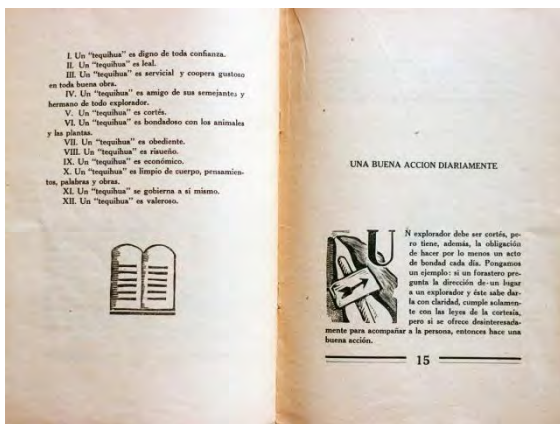 I. Un "tequihua" es digno de toda confianza.
II. Un "tequihua" es leal.
III. Un "tequihua" es servicial y coopera gustoso
en toda buena obra.
IV. Un "tequihua" es amigo de sus semejantes y
hermano de todo explorador.
V. Un "tequihua" es cortés.
VI. Un "tequihua" es bondadoso con los animales
y las plantas.
VII. Un "tequihua" es obediente.
VIII. Un "tequihua" es risueño.
IX. Un "tequihua" es económico.
X. Un "tequihua" es limpio de cuerpo, pensamien-
tos, palabras y obras.
XI. Un "tequihua" se gobierna a sí mismo.
XII. Un "tequihua" es valeroso.
UNA BUENA ACCION DIARIAMENTE
UN explorador debe ser cortés, pe-
ro tiene, además, la obligación
de hacer por lo menos un acto
de bondad cada día. Pongamos
un ejemplo: si un forastero pre-
gunta la dirección de un lugar
a un explorador y éste sabe dar-
la con claridad, cumple solamen-
te con las leyes de la cortesía,
pero si se ofrece desinteresada-
mente para acompañar a la persona, entonces hace una
buena acción.
15